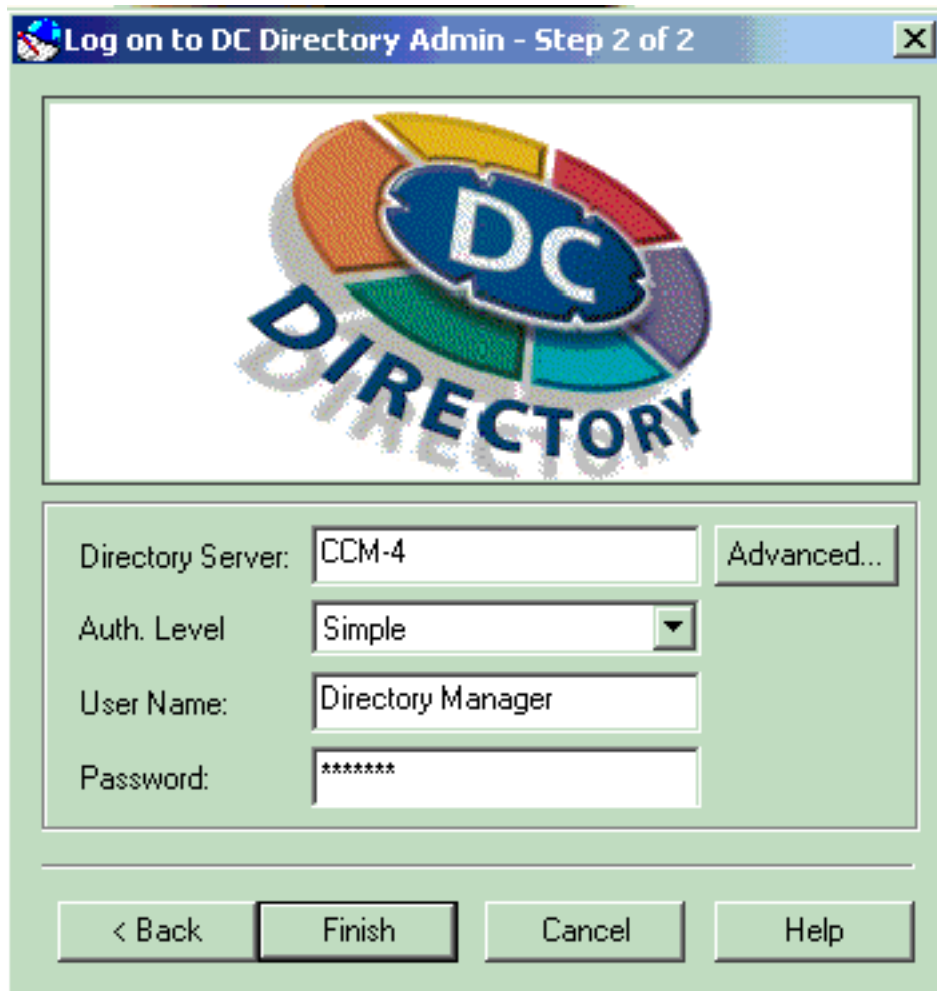 Log on to DC Directory Admin - Step 2 of 2
DC
DIRECTORY
Directory Server: CCM-4 Advanced...
Auth. Level Simple
User Name: Directory Manager
Password: *******
< Back Finish Cancel Help